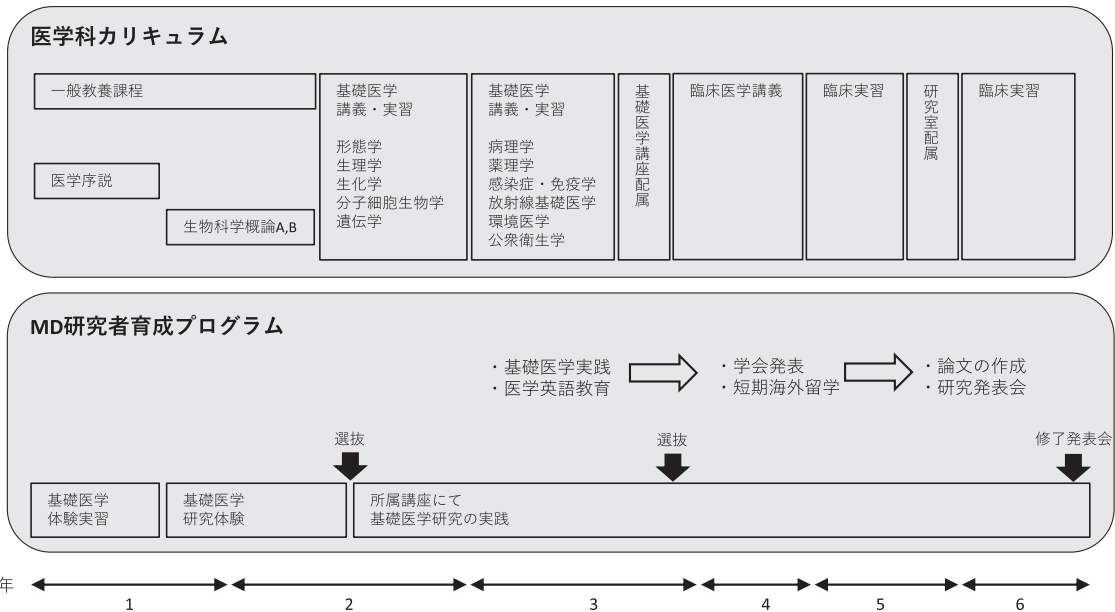 医学科カリキュラム
一般教養課程
医学序説
生物科学概論A,B
基礎医学
講義・実習
形態学
生理学
生化学
分子細胞生物学
遺伝学
基礎医学
講義・実習
病理学
薬理学
感染症・免疫学
放射線基礎医学
環境医学
公衆衛生学
基礎医学講座配属
臨床医学講義
臨床実習
研究室配属
臨床実習
MD研究者育成プログラム
・基礎医学実践
・医学英語教育
・学会発表
・短期海外留学
・論文の作成
・研究発表会
選抜
選抜
修了発表会
基礎医学
体験実習
基礎医学
研究体験
所属講座にて
基礎医学研究の実践
年
1
2
3
4
5
6